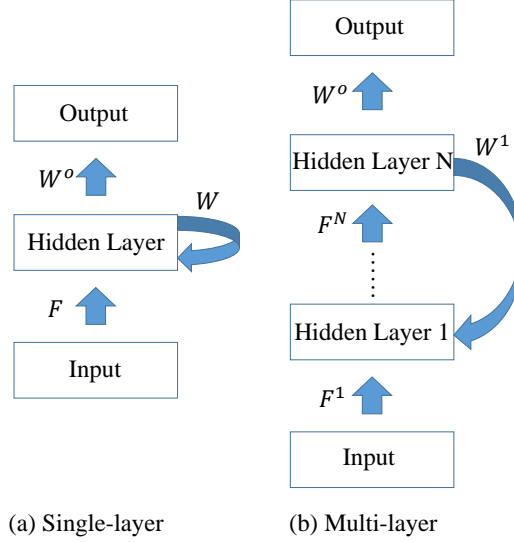 Output
W^o
W
Hidden Layer
F
Input
(a) Single-layer
Output
W^o
Hidden Layer N
W^1
F^N
......
Hidden Layer 1
F^1
Input
(b) Multi-layer